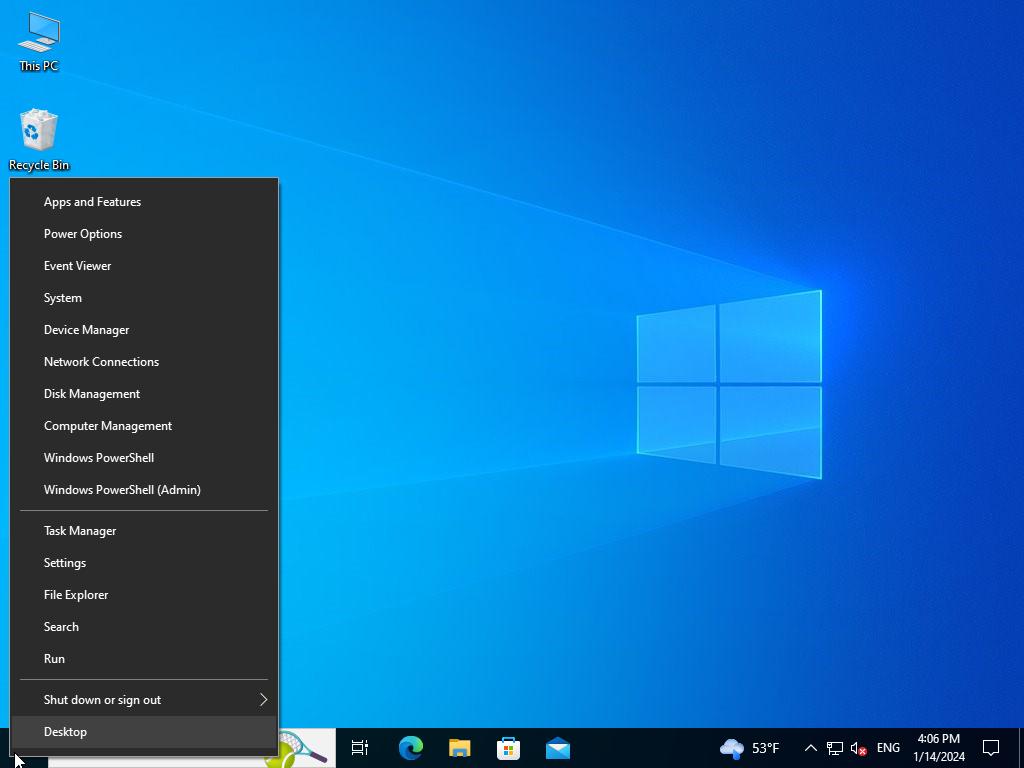 This PC
Recycle Bin
Apps and Features
Power Options
Event Viewer
System
Device Manager
Network Connections
Disk Management
Computer Management
Windows PowerShell
Windows PowerShell (Admin)
Task Manager
Settings
File Explorer
Search
Run
Shut down or sign out
Desktop
53°F
ENG
4:06 PM
1/14/2024